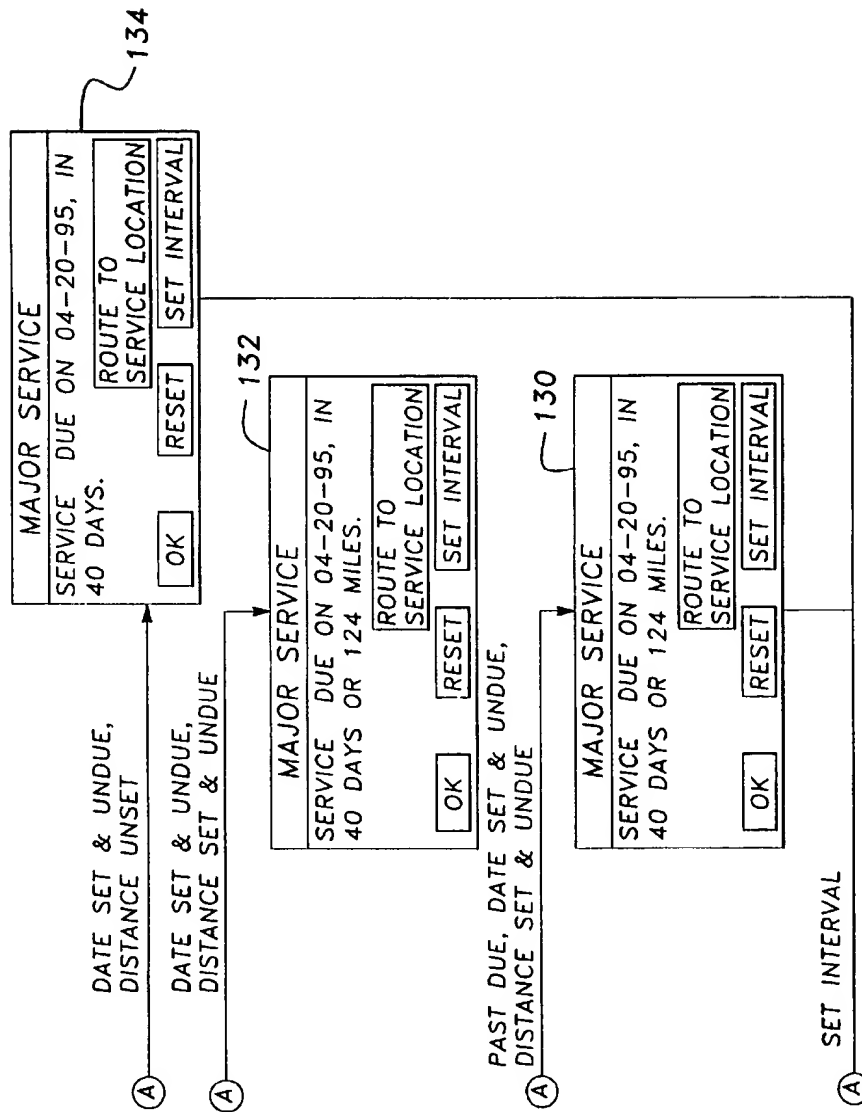 DATE SET & UNDUE,
DISTANCE UNSET
A
MAJOR SERVICE
SERVICE DUE ON 04-20-95, IN
40 DAYS.
ROUTE TO
SERVICE LOCATION
OK
RESET
SET INTERVAL
134
DATE SET & UNDUE,
DISTANCE SET & UNDUE
A
MAJOR SERVICE
SERVICE DUE ON 04-20-95, IN
40 DAYS OR 124 MILES.
ROUTE TO
SERVICE LOCATION
OK
RESET
SET INTERVAL
132
PAST DUE, DATE SET & UNDUE,
DISTANCE SET & UNDUE
A
MAJOR SERVICE
SERVICE DUE ON 04-20-95, IN
40 DAYS OR 124 MILES.
ROUTE TO
SERVICE LOCATION
OK
RESET
SET INTERVAL
130
SET INTERVAL
A